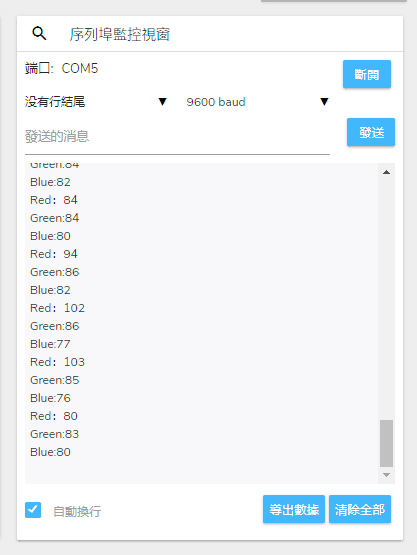 序列埠監控視窗
端口: COM5
斷開
没有行結尾 ▼ 9600 baud ▼
發送的消息
發送
Green:84
Blue:82
Red: 84
Green:84
Blue:80
Red: 94
Green:86
Blue:82
Red: 102
Green:86
Blue:77
Red: 103
Green:85
Blue:76
Red: 80
Green:83
Blue:80
自動換行
導出數據 清除全部